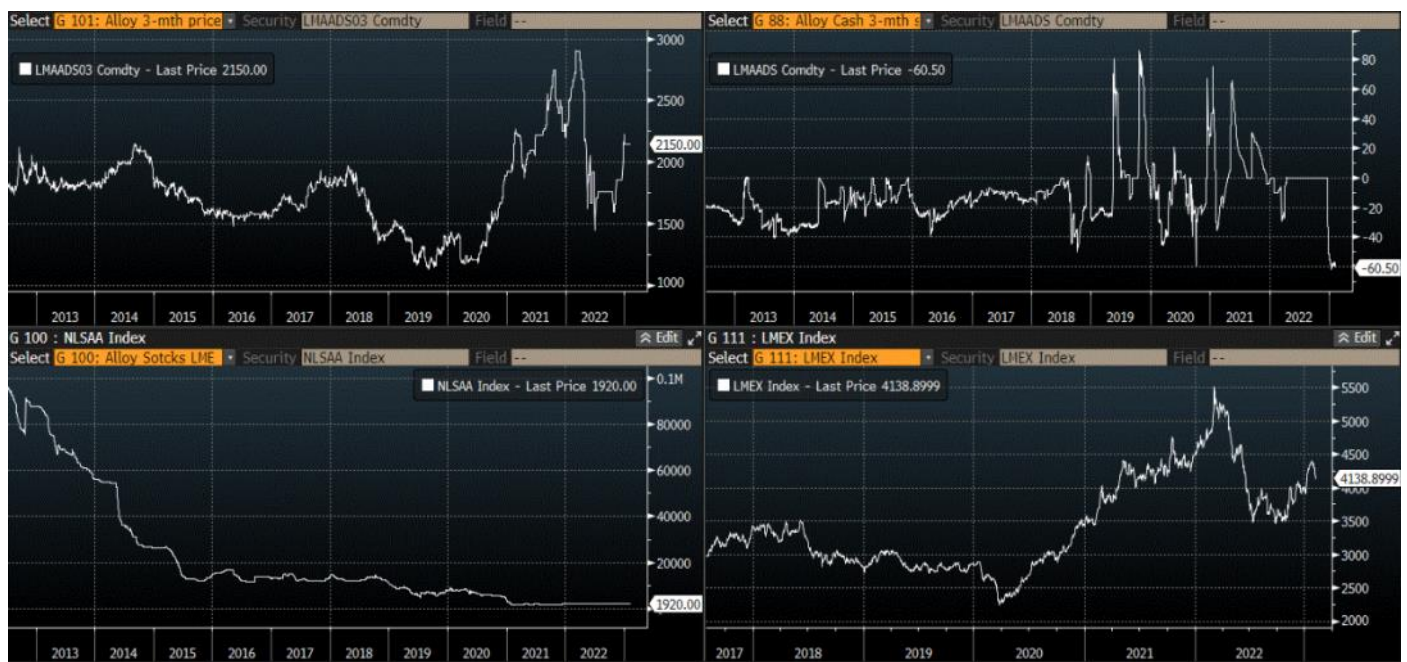 Select G 101: Alloy 3-mth price Security LMAADS03 Comdty Field --
LMAADS03 Comdty - Last Price 2150.00
3000
2500
2150.00
2000
1500
1000
2013 2014 2015 2016 2017 2018 2019 2020 2021 2022
Select G 88: Alloy Cash 3-mth s Security LMAADS Comdty Field --
LMAADS Comdty - Last Price -60.50
80
60
40
20
0
-20
-40
-60.50
2013 2014 2015 2016 2017 2018 2019 2020 2021 2022
G 100 : NLSAA Index Edit
Select G 100: Alloy Sotcks LME Security NLSAA Index Field --
NLSAA Index - Last Price 1920.00
0.1M
80000
60000
40000
20000
1920.00
2013 2014 2015 2016 2017 2018 2019 2020 2021 2022
G 111 : LMEX Index Edit
Select G 111: LMEX Index Security LMEX Index Field --
LMEX Index - Last Price 4138.8999
5500
5000
4500
4138.8999
4000
3500
3000
2500
2000
2017 2018 2019 2020 2021 2022